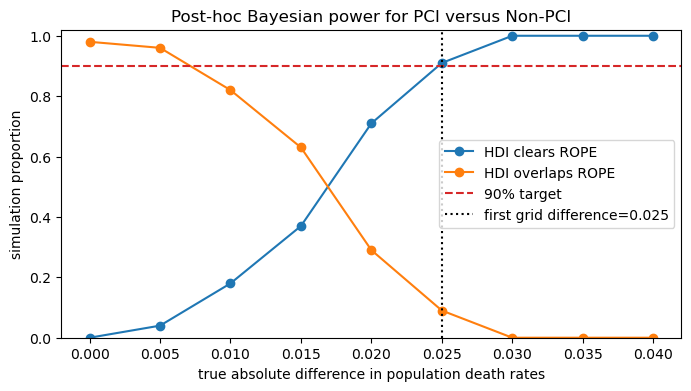 Post-hoc Bayesian power for PCI versus Non-PCI
simulation proportion
1.0
0.8
0.6
0.4
0.2
0.0
HDI clears ROPE
HDI overlaps ROPE
90% target
first grid difference=0.025
0.000 0.005 0.010 0.015 0.020 0.025 0.030 0.035 0.040
true absolute difference in population death rates